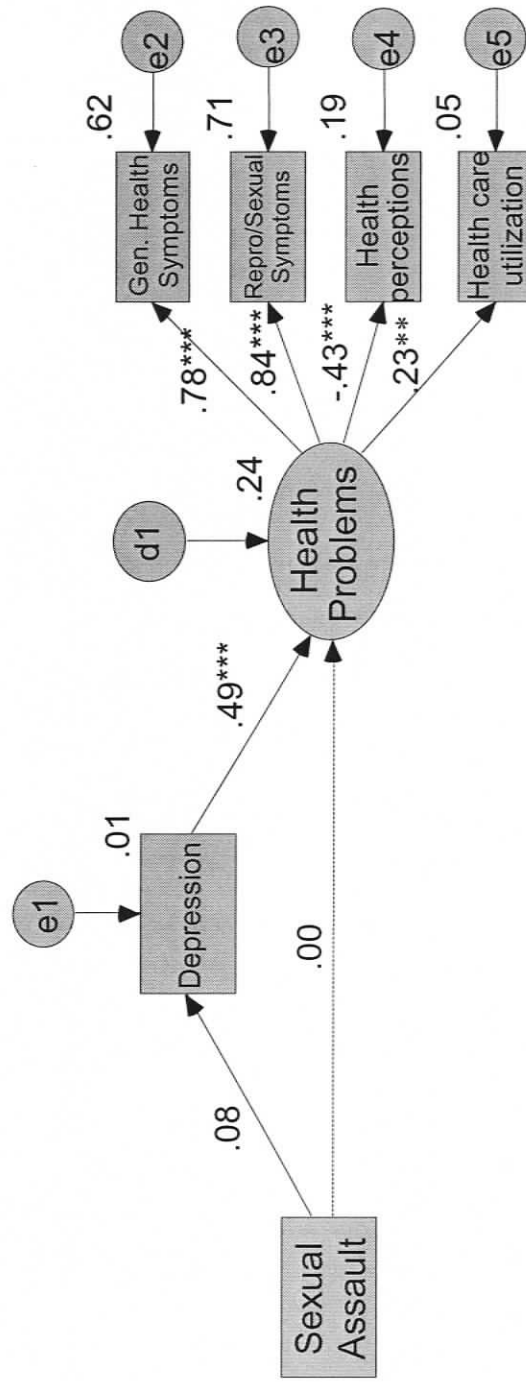 e1
.01
Depression
.08
.49***
Sexual
Assault
.00
d1
.24
Health
Problems
.78***
.84***
-.43***
.23**
.62
Gen. Health
Symptoms
e2
.71
Repro/Sexual
Symptoms
e3
.19
Health
perceptions
e4
.05
Health care
utilization
e5